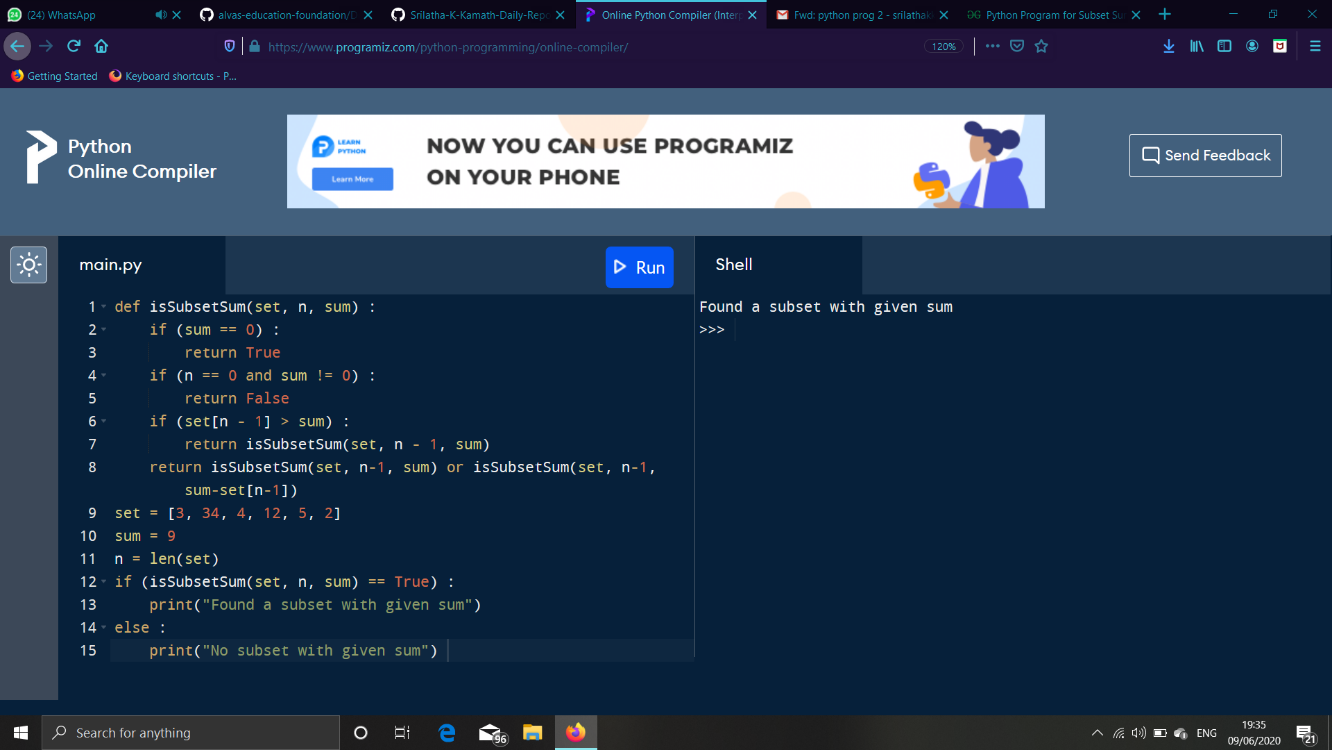 (24) WhatsApp
alvas-education-foundation/D
Srilatha-K-Kamath-Daily-Repo
Online Python Compiler (Interp
Fwd: python prog 2 - srilathak
Python Program for Subset Su
https://www.programiz.com/python-programming/online-compiler/
120%
Getting Started
Keyboard shortcuts - P...
Python
Online Compiler
LEARN
PYTHON
Learn More
NOW YOU CAN USE PROGRAMIZ
ON YOUR PHONE
Send Feedback
main.py
Run
Shell
1 def isSubsetSum(set, n, sum) :
2     if (sum == 0) :
3         return True
4     if (n == 0 and sum != 0) :
5         return False
6     if (set[n - 1] > sum) :
7         return isSubsetSum(set, n - 1, sum)
8     return isSubsetSum(set, n-1, sum) or isSubsetSum(set, n-1,
        sum-set[n-1])
9 set = [3, 34, 4, 12, 5, 2]
10 sum = 9
11 n = len(set)
12 if (isSubsetSum(set, n, sum) == True) :
13     print("Found a subset with given sum")
14 else :
15     print("No subset with given sum")
Found a subset with given sum
>>>
Search for anything
96
ENG
19:35
09/06/2020
21